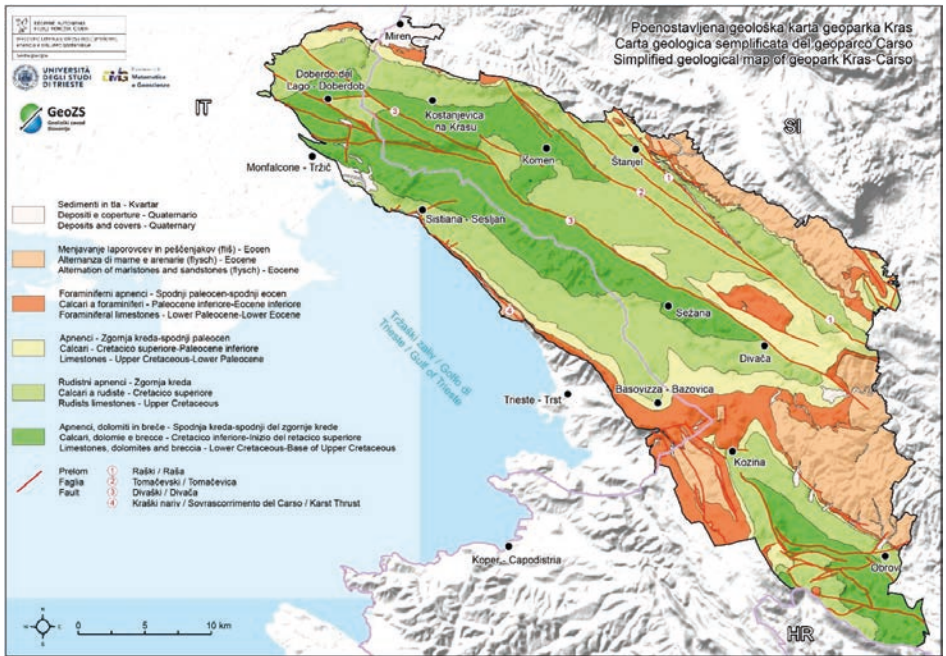 Poenostavljena geološka karta geoparka Kras
Carta geologica semplificata del geoparco Carso
Simplified geological map of geopark Kras-Carso
UNIVERSITÀ
DEGLI STUDI
DI TRIESTE
Matematica
e Geoscienze
GeoZS
Geološki zavod
Slovenije
IT
SI
HR
Miren
Doberdò del
Lago - Doberdob
Kostanjevica
na Krasu
Komen
Štanjel
Monfalcone - Tržič
Sistiana - Sesljan
Sežana
Divača
Basovizza - Bazovica
Trieste - Trst
Kozina
Obrov
Koper - Capodistria
Tržaški zaliv / Golfo di
Trieste / Gulf of Trieste
3
2
1
3
4
1
Sedimenti in tla - Kvartar
Depositi e coperture - Quaternario
Deposits and covers - Quaternary
Menjavanje laporovcev in peščenjakov (fliš) - Eocen
Alternanza di marne e arenarie (flysch) - Eocene
Alternation of marlstones and sandstones (flysch) - Eocene
Foraminiferni apnenci - Spodnji paleocen-spodnji eocen
Calcari a foraminiferi - Paleocene inferiore-Eocene inferiore
Foraminiferal limestones - Lower Paleocene-Lower Eocene
Apnenci - Zgornja kreda-spodnji paleocen
Calcari - Cretacico superiore-Paleocene inferiore
Limestones - Upper Cretaceous-Lower Paleocene
Rudistni apnenci - Zgornja kreda
Calcari a rudiste - Cretacico superiore
Rudists limestones - Upper Cretaceous
Apnenci, dolomiti in breče - Spodnja kreda-spodnji del zgornje krede
Calcari, dolomie e brecce - Cretacico inferiore-Inizio del retacico superiore
Limestones, dolomites and breccia - Lower Cretaceous-Base of Upper Cretaceous
Prelom
Faglia
Fault
1 Raški / Raša
2 Tomačevski / Tomačevica
3 Divaški / Divača
4 Kraški nariv / Sovrascorrimento del Carso / Karst Thrust
N
E
S
0 5 10 km